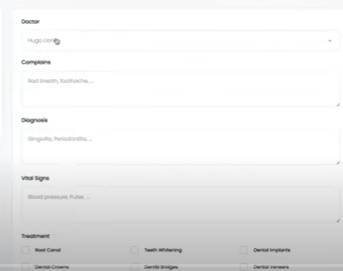 Doctor
Hugo
Complains
Bad breath, toothache, ...
Diagnosis
Gingivitis, Periodontitis, ...
Vital Signs
Blood pressure, Pulse, ...
Treatment
Root Canal Teeth Whitening Dental Implants
Dental Crowns Dental Bridges Dental Veneers